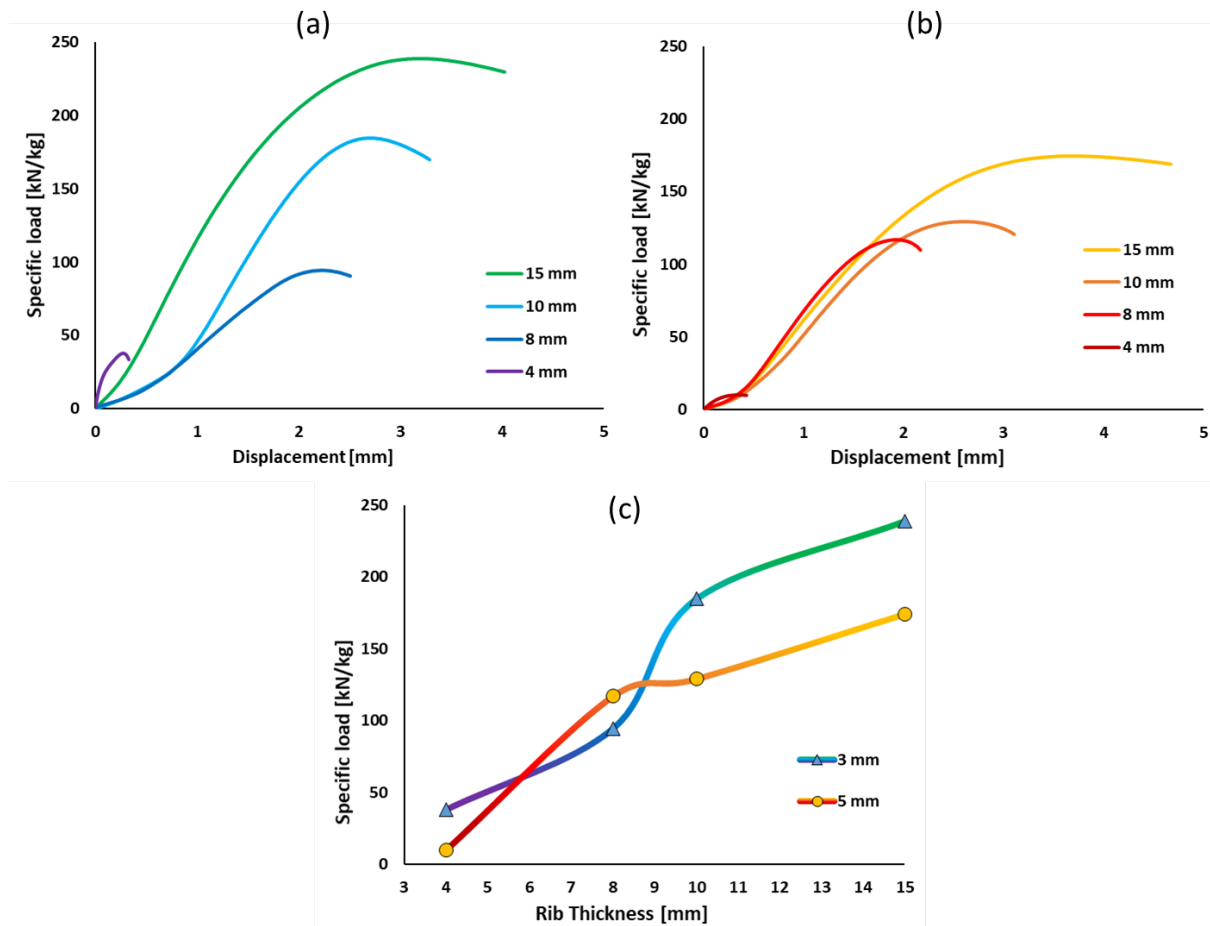 (a)
Specific load [kN/kg]
250
200
150
100
50
0
0 1 2 3 4 5
Displacement [mm]
15 mm
10 mm
8 mm
4 mm
(b)
Specific load [kN/kg]
250
200
150
100
50
0
0 1 2 3 4 5
Displacement [mm]
15 mm
10 mm
8 mm
4 mm
(c)
Specific load [kN/kg]
250
200
150
100
50
0
3 4 5 6 7 8 9 10 11 12 13 14 15
Rib Thickness [mm]
3 mm
5 mm